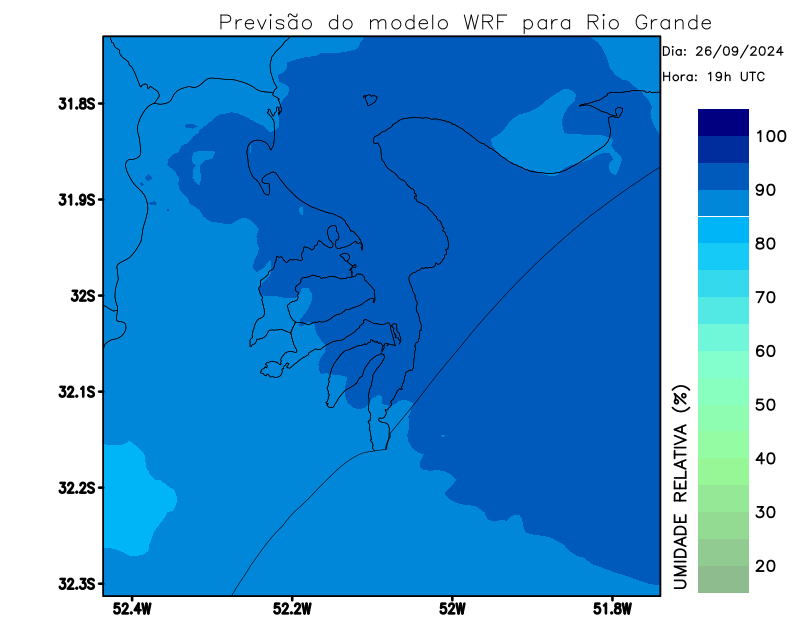 Previsão do modelo WRF para Rio Grande
Dia: 26/09/2024
Hora: 19h UTC
31.8S
31.9S
32S
32.1S
32.2S
32.3S
52.4W 52.2W 52W 51.8W
100
90
80
70
60
50
40
30
20
UMIDADE RELATIVA (%)